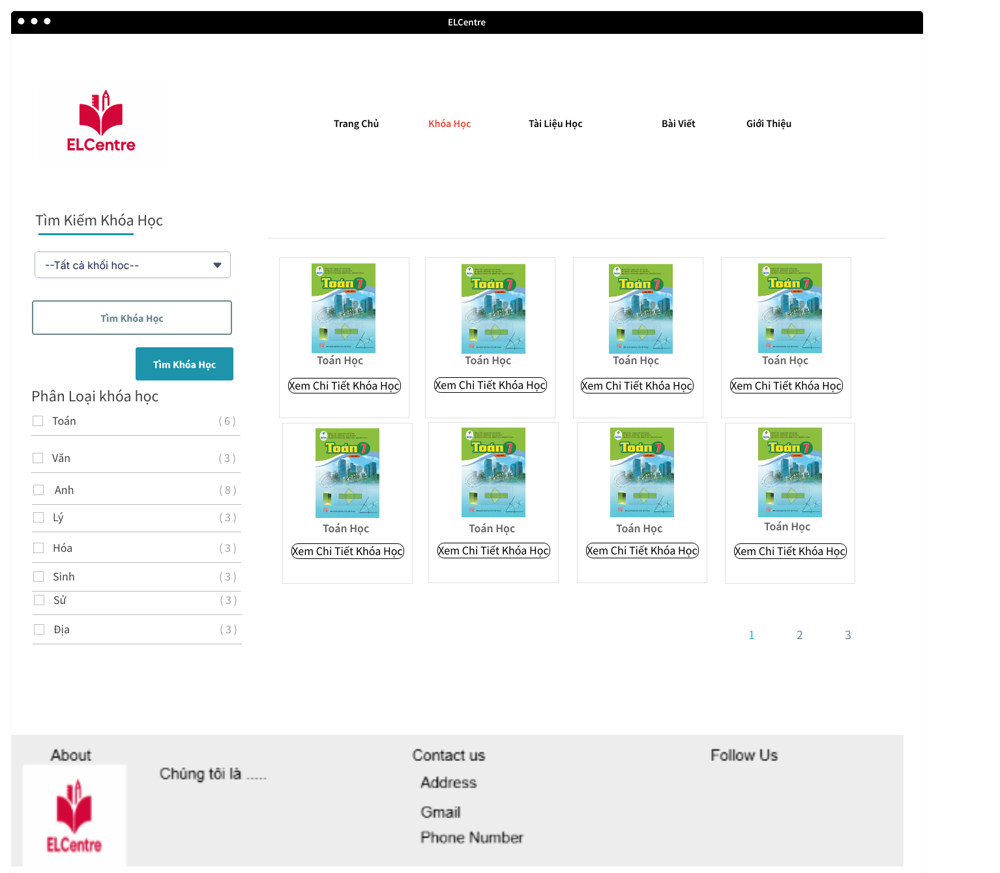 ELCentre
ELCentre
Trang Chủ
Khóa Học
Tài Liệu Học
Bài Viết
Giới Thiệu
Tìm Kiếm Khóa Học
--Tất cả khối học--
Tìm Khóa Học
Tìm Khóa Học
Phân Loại khóa học
Toán ( 6 )
Văn ( 3 )
Anh ( 8 )
Lý ( 3 )
Hóa ( 3 )
Sinh ( 3 )
Sử ( 3 )
Địa ( 3 )
Toán 7
Toán Học
Xem Chi Tiết Khóa Học
Toán 7
Toán Học
Xem Chi Tiết Khóa Học
Toán 7
Toán Học
Xem Chi Tiết Khóa Học
Toán 7
Toán Học
Xem Chi Tiết Khóa Học
Toán 7
Toán Học
Xem Chi Tiết Khóa Học
Toán 7
Toán Học
Xem Chi Tiết Khóa Học
Toán 7
Toán Học
Xem Chi Tiết Khóa Học
Toán 7
Toán Học
Xem Chi Tiết Khóa Học
1 2 3
About
ELCentre
Chúng tôi là .....
Contact us
Address
Gmail
Phone Number
Follow Us